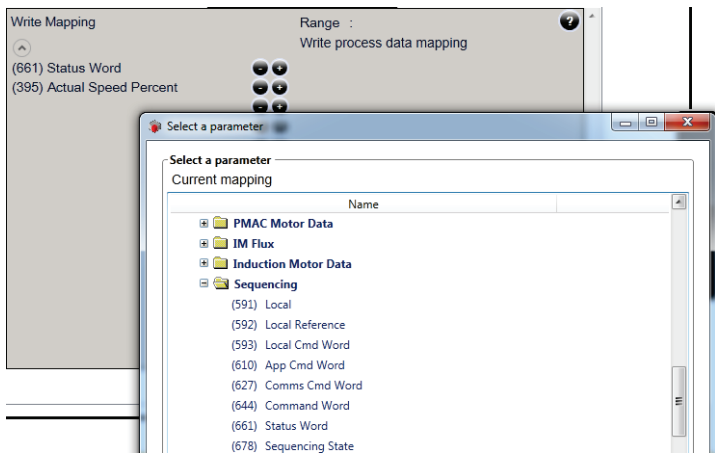 Write Mapping
Range :
Write process data mapping
(661) Status Word
(395) Actual Speed Percent
Select a parameter
Select a parameter
Current mapping
Name
PMAC Motor Data
IM Flux
Induction Motor Data
Sequencing
(591) Local
(592) Local Reference
(593) Local Cmd Word
(610) App Cmd Word
(627) Comms Cmd Word
(644) Command Word
(661) Status Word
(678) Sequencing State